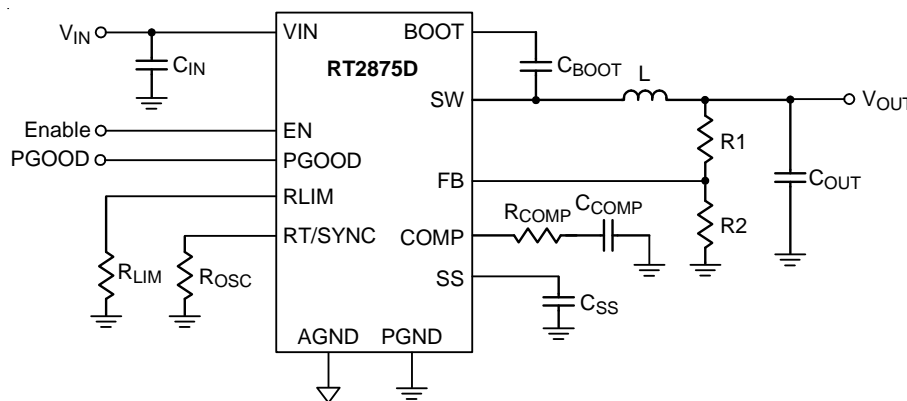 VIN
VIN
BOOT
CIN
RT2875D
CBOOT
SW
L
VOUT
Enable
EN
R1
PGOOD
PGOOD
FB
COUT
RLIM
RCOMP
CCOMP
R2
RT/SYNC
COMP
RLIM
ROSC
SS
CSS
AGND
PGND